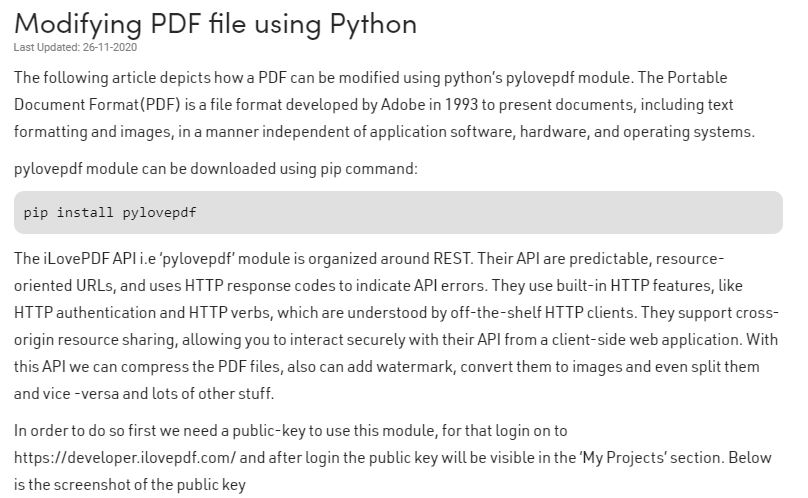 Modifying PDF file using Python
Last Updated: 26-11-2020
The following article depicts how a PDF can be modified using python’s pylovepdf module. The Portable
Document Format(PDF) is a file format developed by Adobe in 1993 to present documents, including text
formatting and images, in a manner independent of application software, hardware, and operating systems.
pylovepdf module can be downloaded using pip command:
pip install pylovepdf
The iLovePDF API i.e ‘pylovepdf’ module is organized around REST. Their API are predictable, resource-
oriented URLs, and uses HTTP response codes to indicate API errors. They use built-in HTTP features, like
HTTP authentication and HTTP verbs, which are understood by off-the-shelf HTTP clients. They support cross-
origin resource sharing, allowing you to interact securely with their API from a client-side web application. With
this API we can compress the PDF files, also can add watermark, convert them to images and even split them
and vice -versa and lots of other stuff.
In order to do so first we need a public-key to use this module, for that login on to
https://developer.ilovepdf.com/ and after login the public key will be visible in the ‘My Projects’ section. Below
is the screenshot of the public key